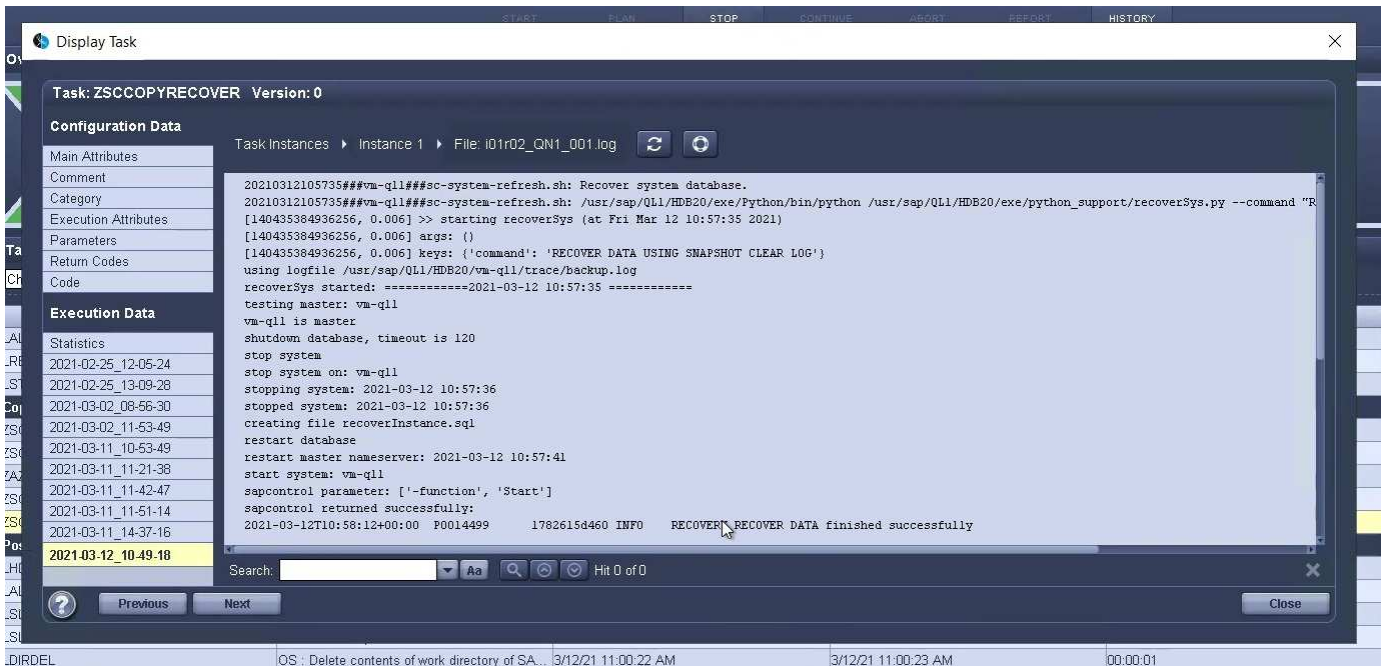 START PLAN STOP CONTINUE ABORT REPORT HISTORY
Display Task
Task: ZSCCOPYRECOVER Version: 0
Configuration Data
Main Attributes
Comment
Category
Execution Attributes
Parameters
Return Codes
Code
Execution Data
Statistics
2021-02-25_12-05-24
2021-02-25_13-09-28
2021-03-02_08-56-30
2021-03-02_11-53-49
2021-03-11_10-53-49
2021-03-11_11-21-38
2021-03-11_11-42-47
2021-03-11_11-51-14
2021-03-11_14-37-16
2021-03-12_10-49-18
Task Instances Instance 1 File: i01r02_QN1_001.log
20210312105735###vm-ql1###sc-system-refresh.sh: Recover system database.
20210312105735###vm-ql1###sc-system-refresh.sh: /usr/sap/QL1/HDB20/exe/Python/bin/python /usr/sap/QL1/HDB20/exe/python_support/recoverSys.py --command "R
[140435384936256, 0.006] >> starting recoverSys (at Fri Mar 12 10:57:35 2021)
[140435384936256, 0.006] args: ()
[140435384936256, 0.006] keys: {'command': 'RECOVER DATA USING SNAPSHOT CLEAR LOG'}
using logfile /usr/sap/QL1/HDB20/vm-ql1/trace/backup.log
recoverSys started: ============2021-03-12 10:57:35 ============
testing master: vm-ql1
vm-ql1 is master
shutdown database, timeout is 120
stop system
stop system on: vm-ql1
stopping system: 2021-03-12 10:57:36
stopped system: 2021-03-12 10:57:36
creating file recoverInstance.sql
restart database
restart master nameserver: 2021-03-12 10:57:41
start system: vm-ql1
sapcontrol parameter: ['-function', 'Start']
sapcontrol returned successfully:
2021-03-12T10:58:12+00:00 P0014499 1782615d460 INFO RECOVERY RECOVER DATA finished successfully
Search: Aa Hit 0 of 0
Previous Next Close
LDIRDEL OS : Delete contents of work directory of SA... 3/12/21 11:00:22 AM 3/12/21 11:00:23 AM 00:00:01